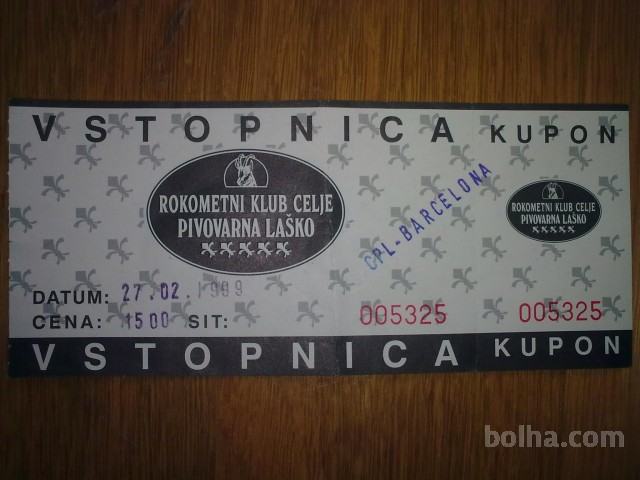 VSTOPNICA KUPON
ROKOMETNI KLUB CELJE
PIVOVARNA LAŠKO
CPL-BARCELONA
ROKOMETNI KLUB CELJE
PIVOVARNA LAŠKO
DATUM: 27.02.1999
CENA: 1500 SIT:
005325 005325
VSTOPNICA KUPON
bolha.com